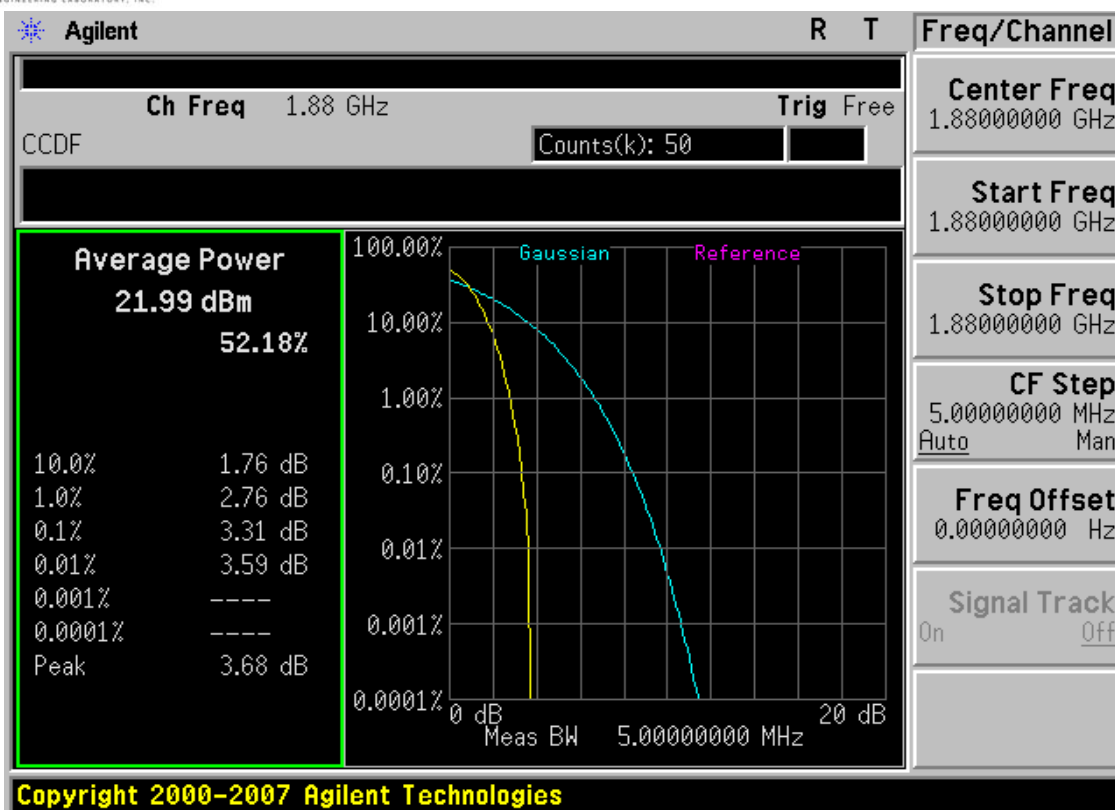 ENGINEERING LABORATORY, INC.
Agilent R T
Freq/Channel
Ch Freq 1.88 GHz Trig Free
CCDF Counts(k): 50
Average Power
21.99 dBm
52.18%
10.0% 1.76 dB
1.0% 2.76 dB
0.1% 3.31 dB
0.01% 3.59 dB
0.001% ----
0.0001% ----
Peak 3.68 dB
Gaussian Reference
100.00%
10.00%
1.00%
0.10%
0.01%
0.001%
0.0001%
0 dB 20 dB
Meas BW 5.00000000 MHz
Center Freq
1.88000000 GHz
Start Freq
1.88000000 GHz
Stop Freq
1.88000000 GHz
CF Step
5.00000000 MHz
Auto Man
Freq Offset
0.00000000 Hz
Signal Track
On Off
Copyright 2000-2007 Agilent Technologies